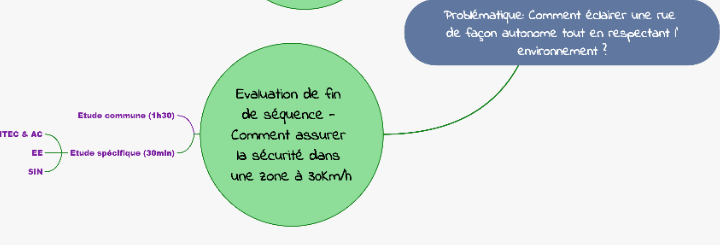 Problématique: Comment éclairer une rue
de façon autonome tout en respectant l'
environnement ?
Evaluation de fin
de séquence -
Comment assurer
la sécurité dans
une zone à 30Km/h
Etude commune (1h30)
Etude spécifique (30min)
ITEC & AC
EE
SIN